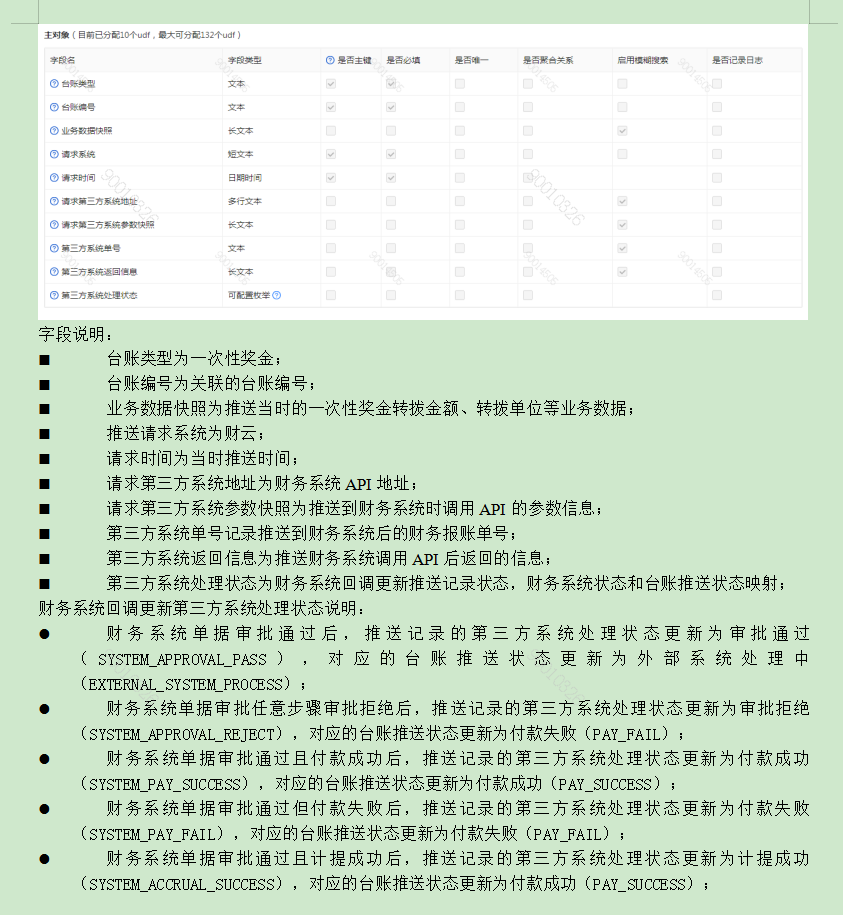 主对象（目前已分配10个udf，最大可分配132个udf）
字段名 字段类型 是否主键 是否必填 是否唯一 是否聚合关系 启用模糊搜索 是否记录日志
台账类型 文本
台账编号 文本
业务数据快照 长文本
请求系统 短文本
请求时间 日期时间
请求第三方系统地址 多行文本
请求第三方系统参数快照 长文本
第三方系统单号 文本
第三方系统返回信息 长文本
第三方系统处理状态 可配置枚举
90010326
90010326
字段说明：
■ 台账类型为一次性奖金；
■ 台账编号为关联的台账编号；
■ 业务数据快照为推送当时的一次性奖金转拨金额、转拨单位等业务数据；
■ 推送请求系统为财云；
■ 请求时间为当时推送时间；
■ 请求第三方系统地址为财务系统 API 地址；
■ 请求第三方系统参数快照为推送到财务系统时调用 API 的参数信息；
■ 第三方系统单号记录推送到财务系统后的财务报账单号；
■ 第三方系统返回信息为推送财务系统调用 API 后返回的信息；
■ 第三方系统处理状态为财务系统回调更新推送记录状态，财务系统状态和台账推送状态映射；
财务系统回调更新第三方系统处理状态说明：
● 财务系统单据审批通过后，推送记录的第三方系统处理状态更新为审批通过
（SYSTEM_APPROVAL_PASS），对应的台账推送状态更新为外部系统处理中
（EXTERNAL_SYSTEM_PROCESS）；
● 财务系统单据审批任意步骤审批拒绝后，推送记录的第三方系统处理状态更新为审批拒绝
（SYSTEM_APPROVAL_REJECT），对应的台账推送状态更新为付款失败（PAY_FAIL）；
● 财务系统单据审批通过且付款成功后，推送记录的第三方系统处理状态更新为付款成功
（SYSTEM_PAY_SUCCESS），对应的台账推送状态更新为付款成功（PAY_SUCCESS）；
● 财务系统单据审批通过但付款失败后，推送记录的第三方系统处理状态更新为付款失败
（SYSTEM_PAY_FAIL），对应的台账推送状态更新为付款失败（PAY_FAIL）；
● 财务系统单据审批通过且计提成功后，推送记录的第三方系统处理状态更新为计提成功
（SYSTEM_ACCRUAL_SUCCESS），对应的台账推送状态更新为付款成功（PAY_SUCCESS）；